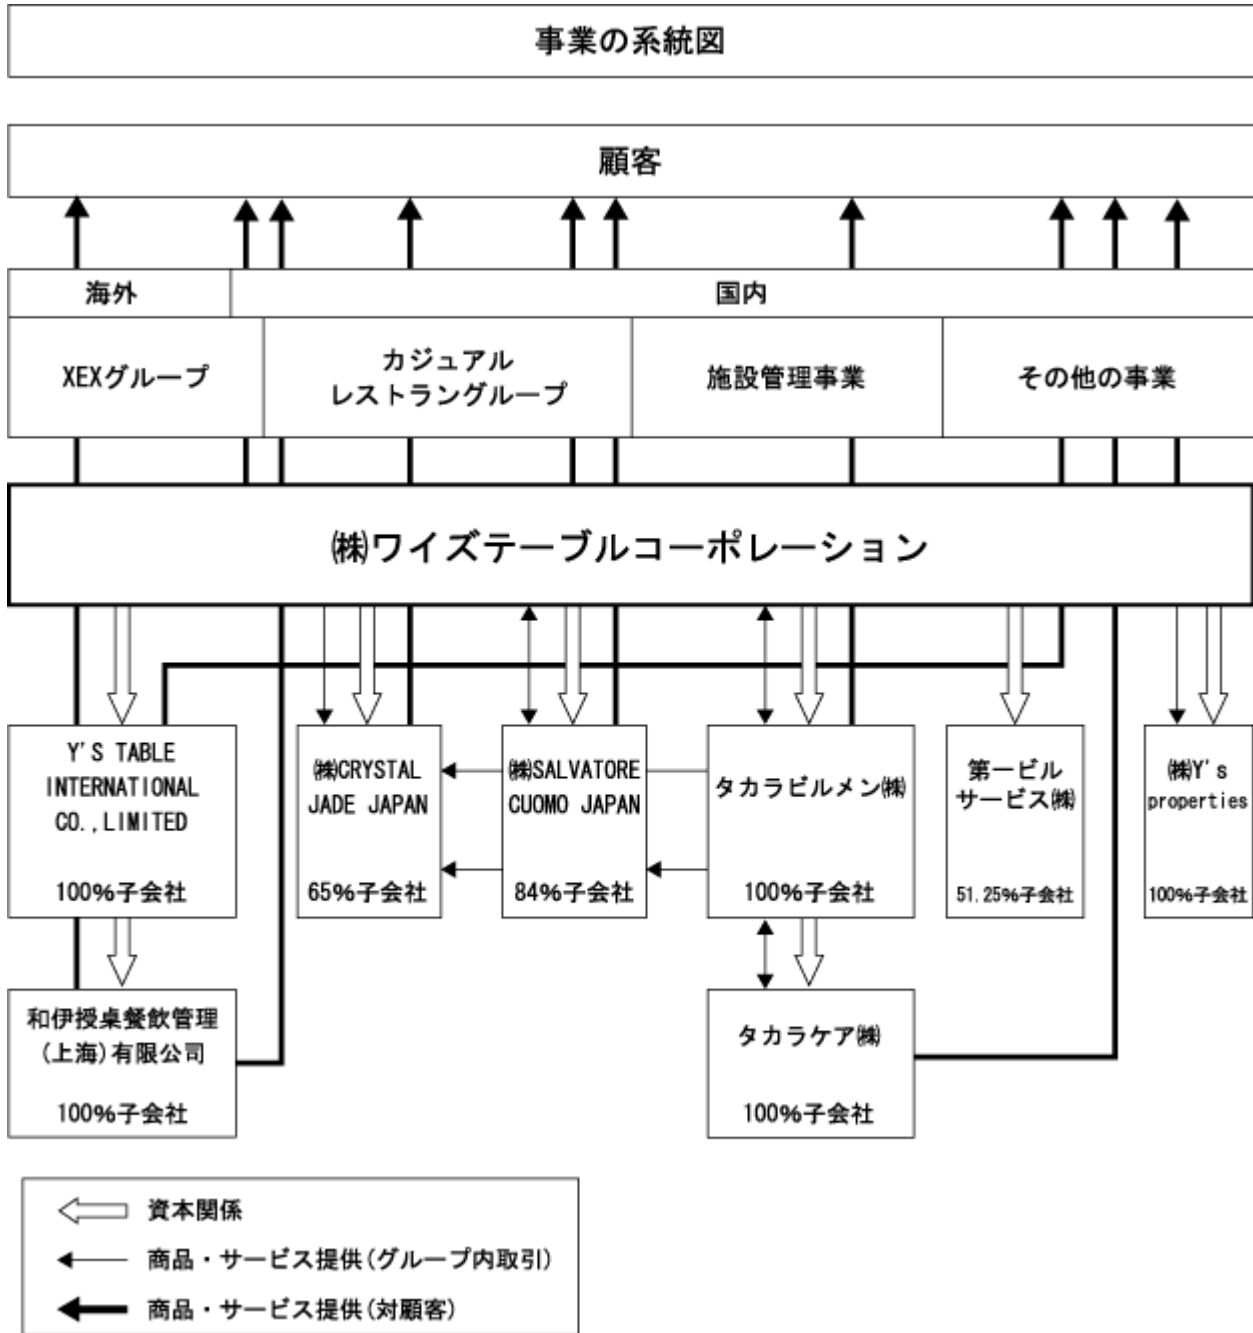 事業の系統図
顧客
海外
国内
XEXグループ
カジュアル
レストラングループ
施設管理事業
その他の事業
㈱ワイズテーブルコーポレーション
Y'S TABLE
INTERNATIONAL
CO.,LIMITED
100%子会社
㈱CRYSTAL
JADE JAPAN
65%子会社
㈱SALVATORE
CUOMO JAPAN
84%子会社
タカラビルメン㈱
100%子会社
第一ビル
サービス㈱
51.25%子会社
㈱Y's
properties
100%子会社
和伊授桌餐飲管理
(上海)有限公司
100%子会社
タカラケア㈱
100%子会社
資本関係
商品・サービス提供(グループ内取引)
商品・サービス提供(対顧客)